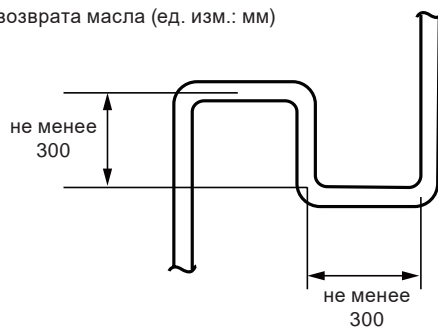 возврата масла (ед. изм.: мм)
не менее
300
не менее
300